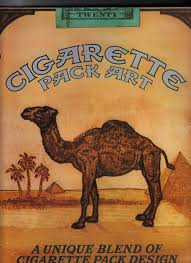 TWENTY
CIGARETTE
PACK ART
A UNIQUE BLEND OF
CIGARETTE PACK DESIGN